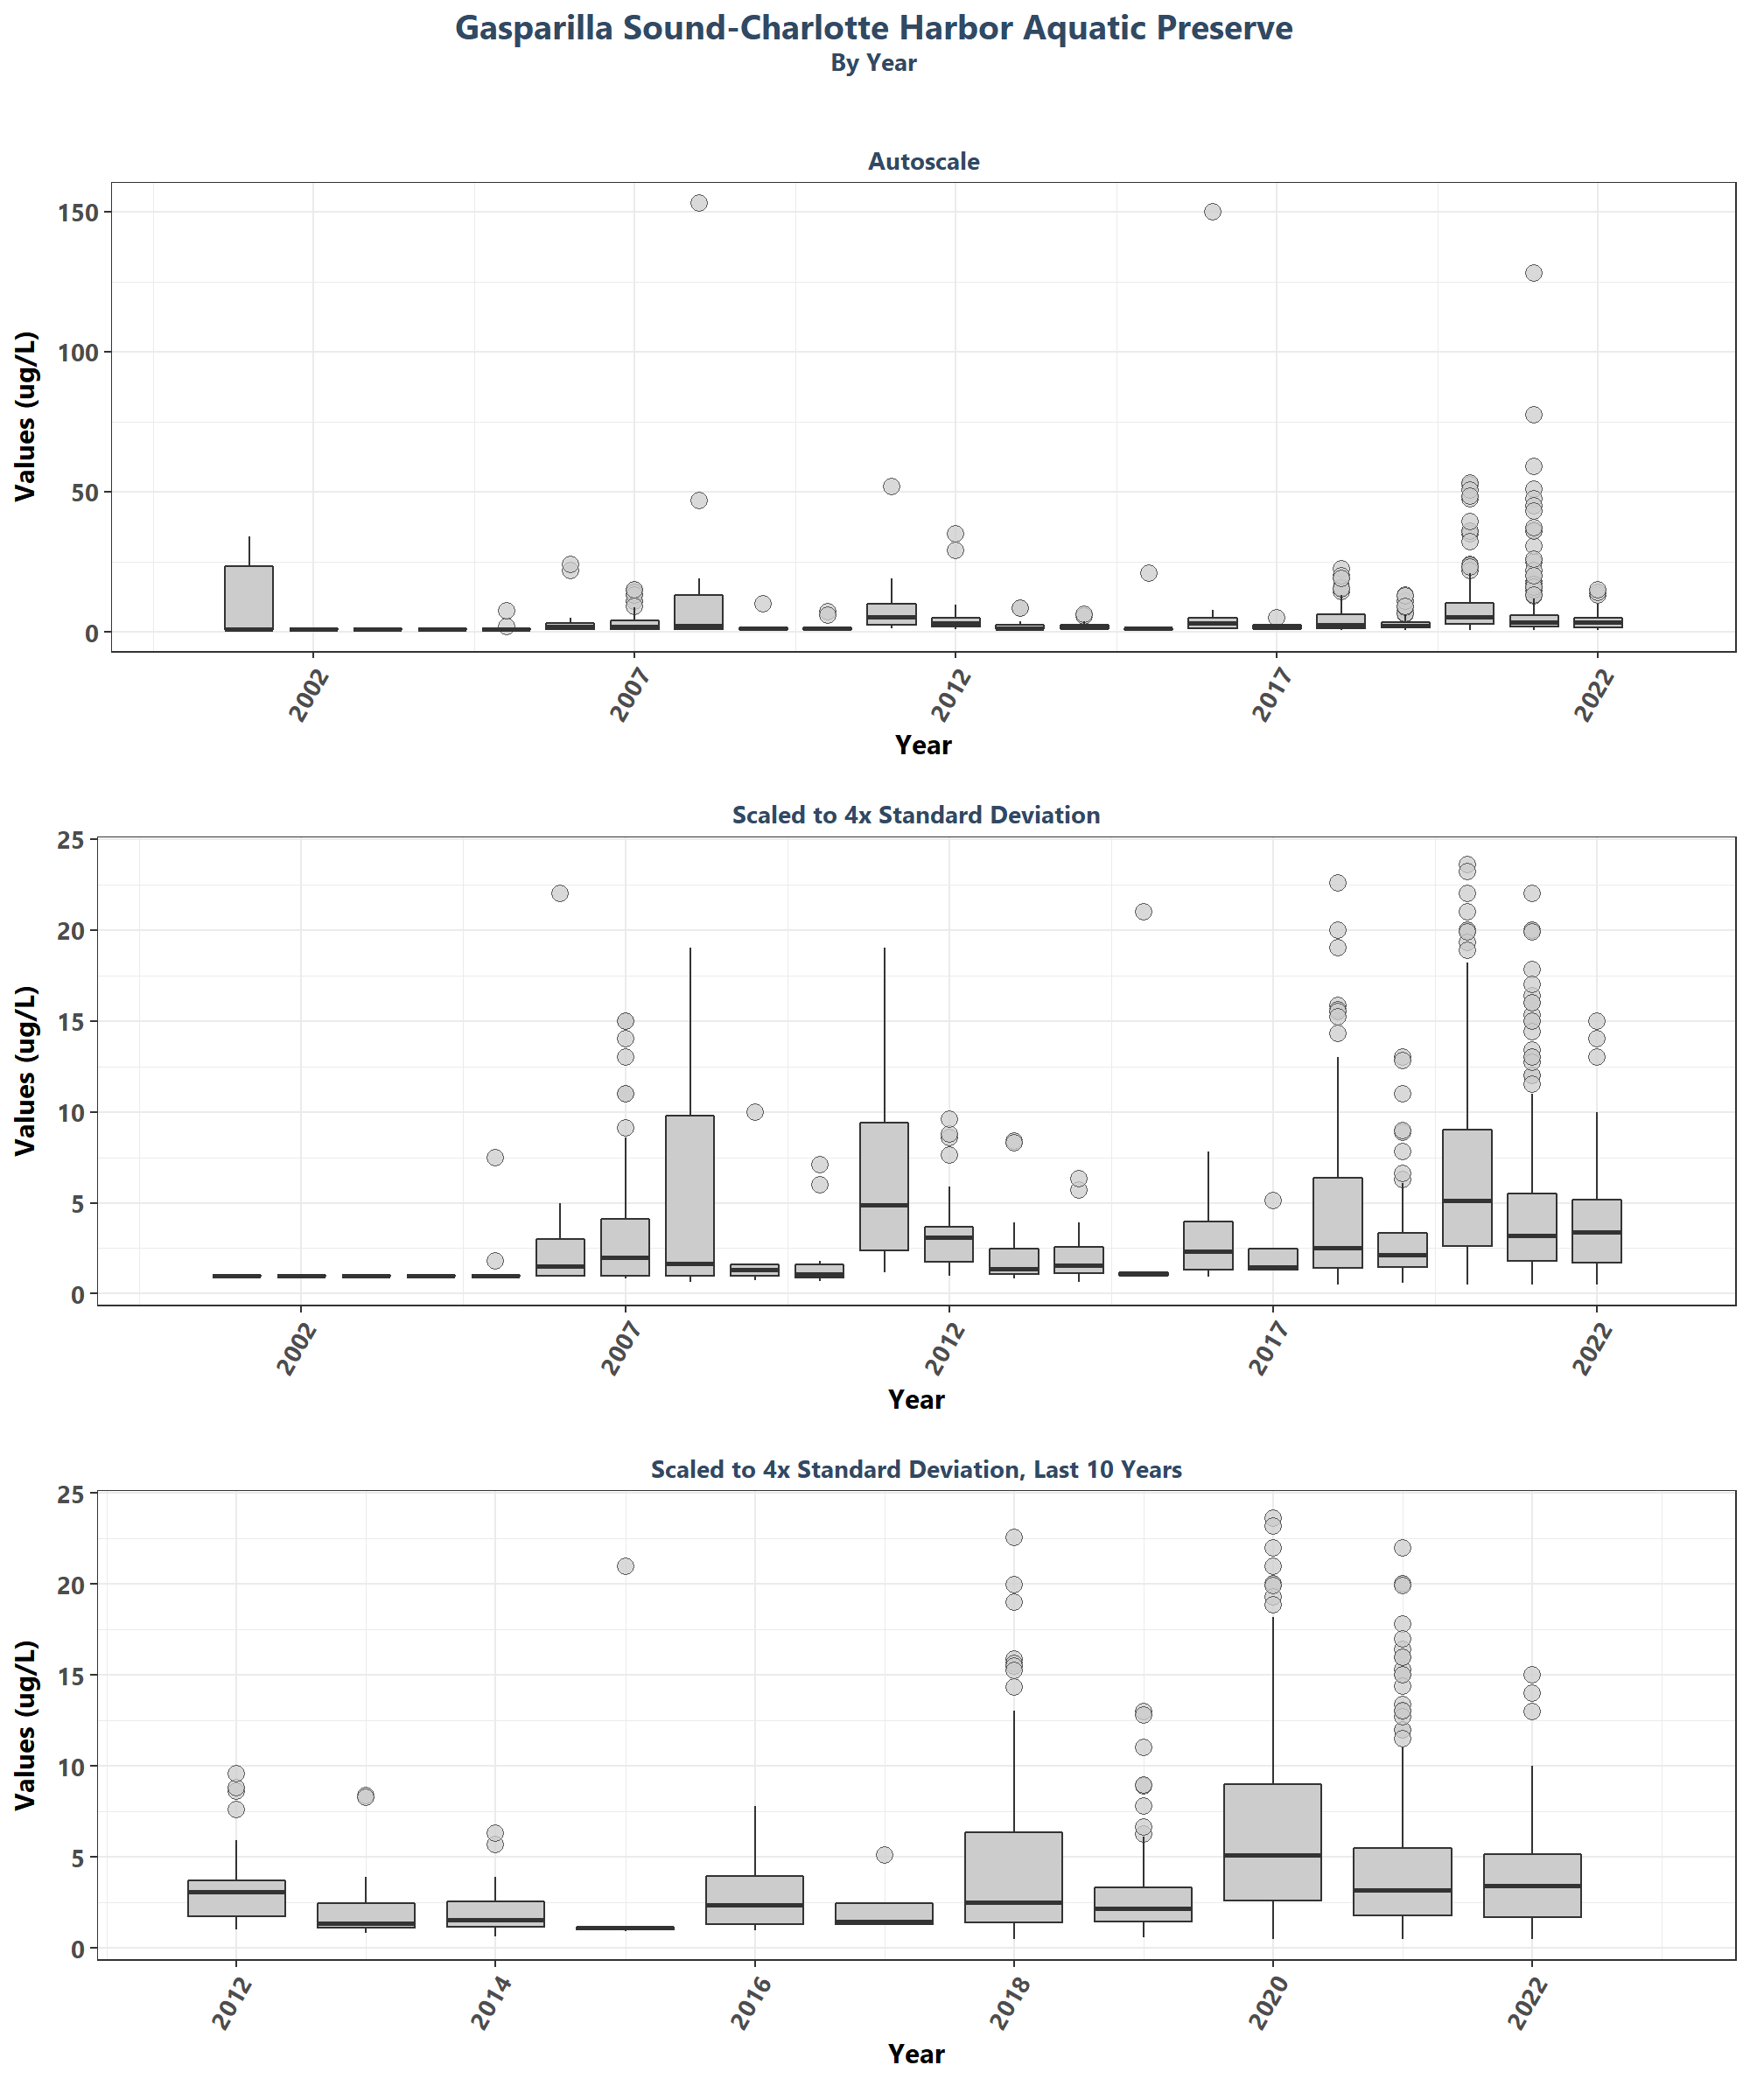 Gasparilla Sound-Charlotte Harbor Aquatic Preserve
By Year
Autoscale
150
100
50
0
Values (ug/L)
2002
2007
2012
2017
2022
Year
Scaled to 4x Standard Deviation
25
20
15
10
5
0
Values (ug/L)
2002
2007
2012
2017
2022
Year
Scaled to 4x Standard Deviation, Last 10 Years
25
20
15
10
5
0
Values (ug/L)
2012
2014
2016
2018
2020
2022
Year